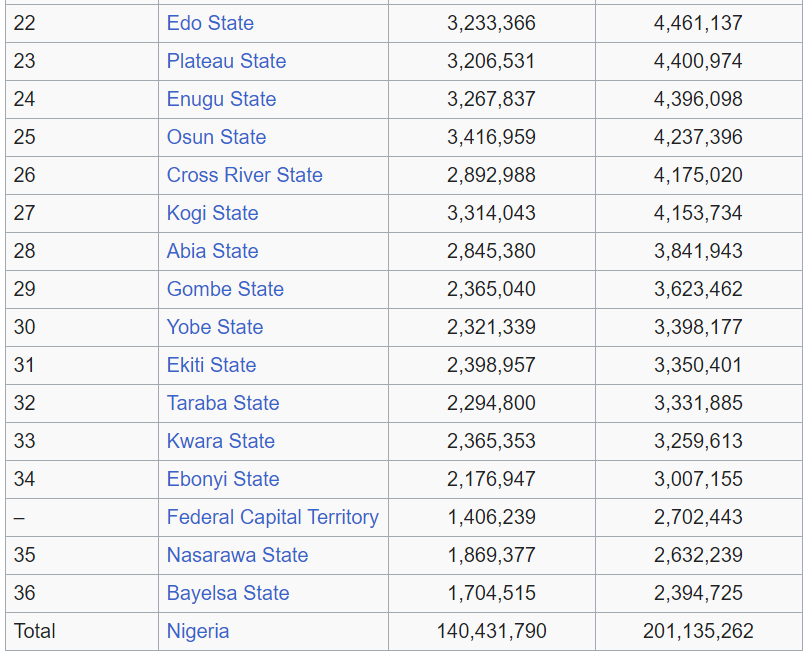 22 Edo State 3,233,366 4,461,137
23 Plateau State 3,206,531 4,400,974
24 Enugu State 3,267,837 4,396,098
25 Osun State 3,416,959 4,237,396
26 Cross River State 2,892,988 4,175,020
27 Kogi State 3,314,043 4,153,734
28 Abia State 2,845,380 3,841,943
29 Gombe State 2,365,040 3,623,462
30 Yobe State 2,321,339 3,398,177
31 Ekiti State 2,398,957 3,350,401
32 Taraba State 2,294,800 3,331,885
33 Kwara State 2,365,353 3,259,613
34 Ebonyi State 2,176,947 3,007,155
– Federal Capital Territory 1,406,239 2,702,443
35 Nasarawa State 1,869,377 2,632,239
36 Bayelsa State 1,704,515 2,394,725
Total Nigeria 140,431,790 201,135,262